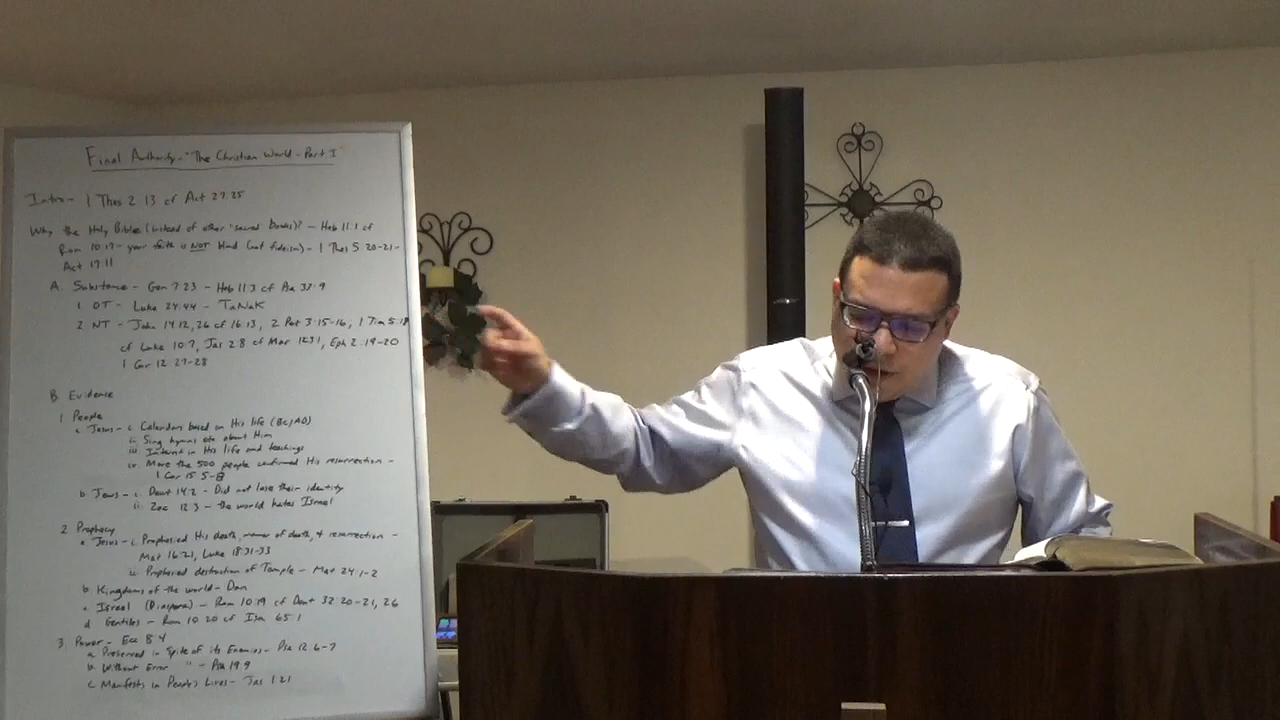 Final Authority - "The Christian World - Part I"
Intro - 1 Thes 2 13 cf Act 27.25
Why the Holy Bible (instead of other "sacred books)? - Heb 11:1 cf
Rom 10:17 - your faith is NOT blind (not fideism) - 1 Thes 5 20-21 -
Act 17:11
A. Substance - Gen 7 23 - Heb 11:3 cf Psa 37:9
1 OT - Luke 24:44 - TaNaK
2 NT - John 14.12, 26 cf 16:13, 2 Pet 3:15-16, 1 Tim 5:18
cf Luke 10:7, Jas 2 8 cf Mar 12:31, Eph 2.19-20
1 Cor 12.27-28
B Evidence
1 People
a Jesus - i Calendars based on His life (BC/AD)
ii Sing hymns etc about Him
iii Interest in His life and teachings
iv More the 500 people confirmed His resurrection -
1 Cor 15 5-8
b Jews - i. Deut 14:2 - Did not lose their identity
ii Zec 12 3 - the world hates Israel
2 Prophecy
a Jesus - i Prophesied His death, manner of death, & resurrection -
Mat 16:21, Luke 18:31-33
ii Prophesied destruction of Temple - Mat 24:1-2
b Kingdoms of the world - Dan
c Israel (Diaspora) - Rom 10:19 cf Deut 32:20-21, 26
d Gentiles - Rom 10 20 cf Isa 65:1
3. Power - Ecc 8 4
a Preserved in Spite of its Enemies - Psa 12.6-7
b Without Error " - Psa 19.9
c Manifests in People's Lives - Jas 1 21